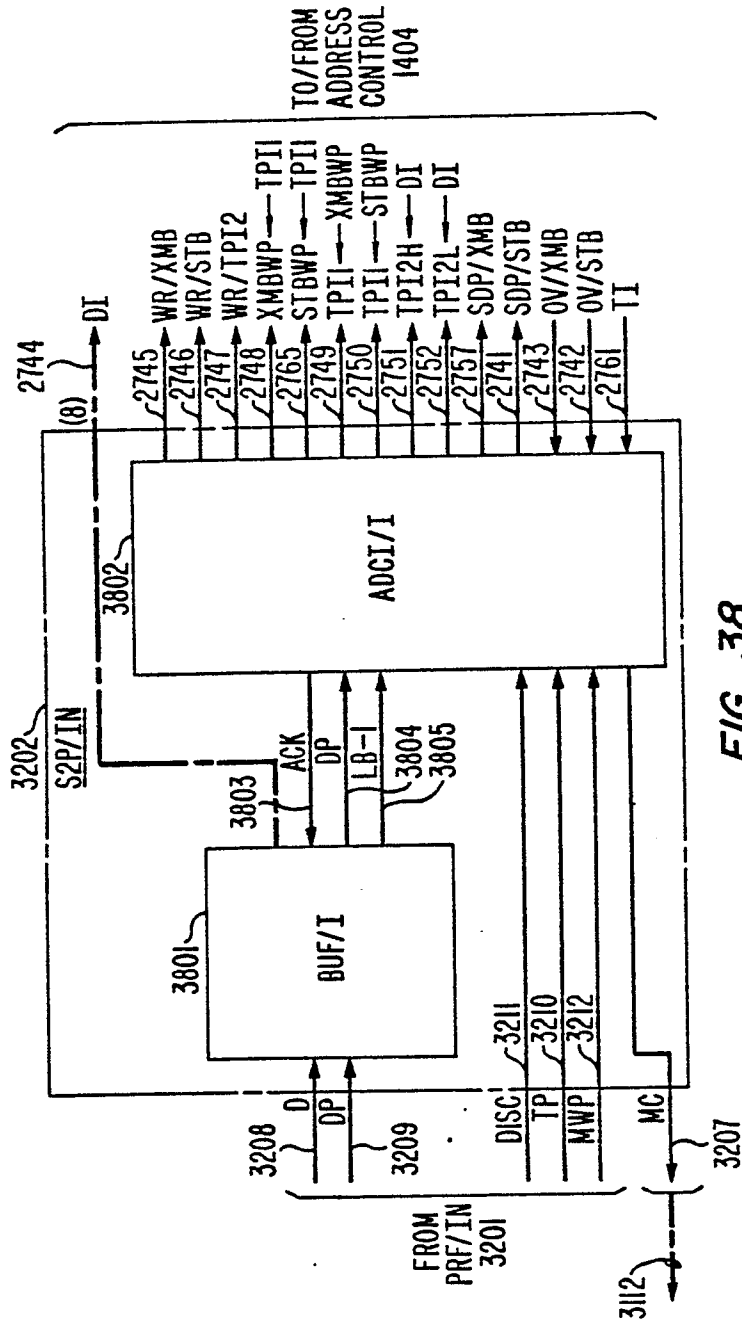 3202
S2P/IN
(8)
2744
DI
3802
ADCI/I
3801
BUF/I
3803
ACK
DP
LB-1
3804
3805
2745
WR/XMB
2746
WR/STB
2747
WR/TPI2
2748
XMBWP ← TPI1
2765
STBWP ← TPI1
2749
TPI1 ← XMBWP
2750
TPI1 ← STBWP
2751
TPI2H ← DI
2752
TPI2L ← DI
2757
SDP/XMB
2741
SDP/STB
2743
OV/XMB
2742
OV/STB
2761
TI
TO/FROM
ADDRESS
CONTROL
1404
3208
D
3209
DP
DISC
3211
TP
3210
MWP
3212
MC
3207
3112
FROM
PRF/IN
3201
FIG. 38